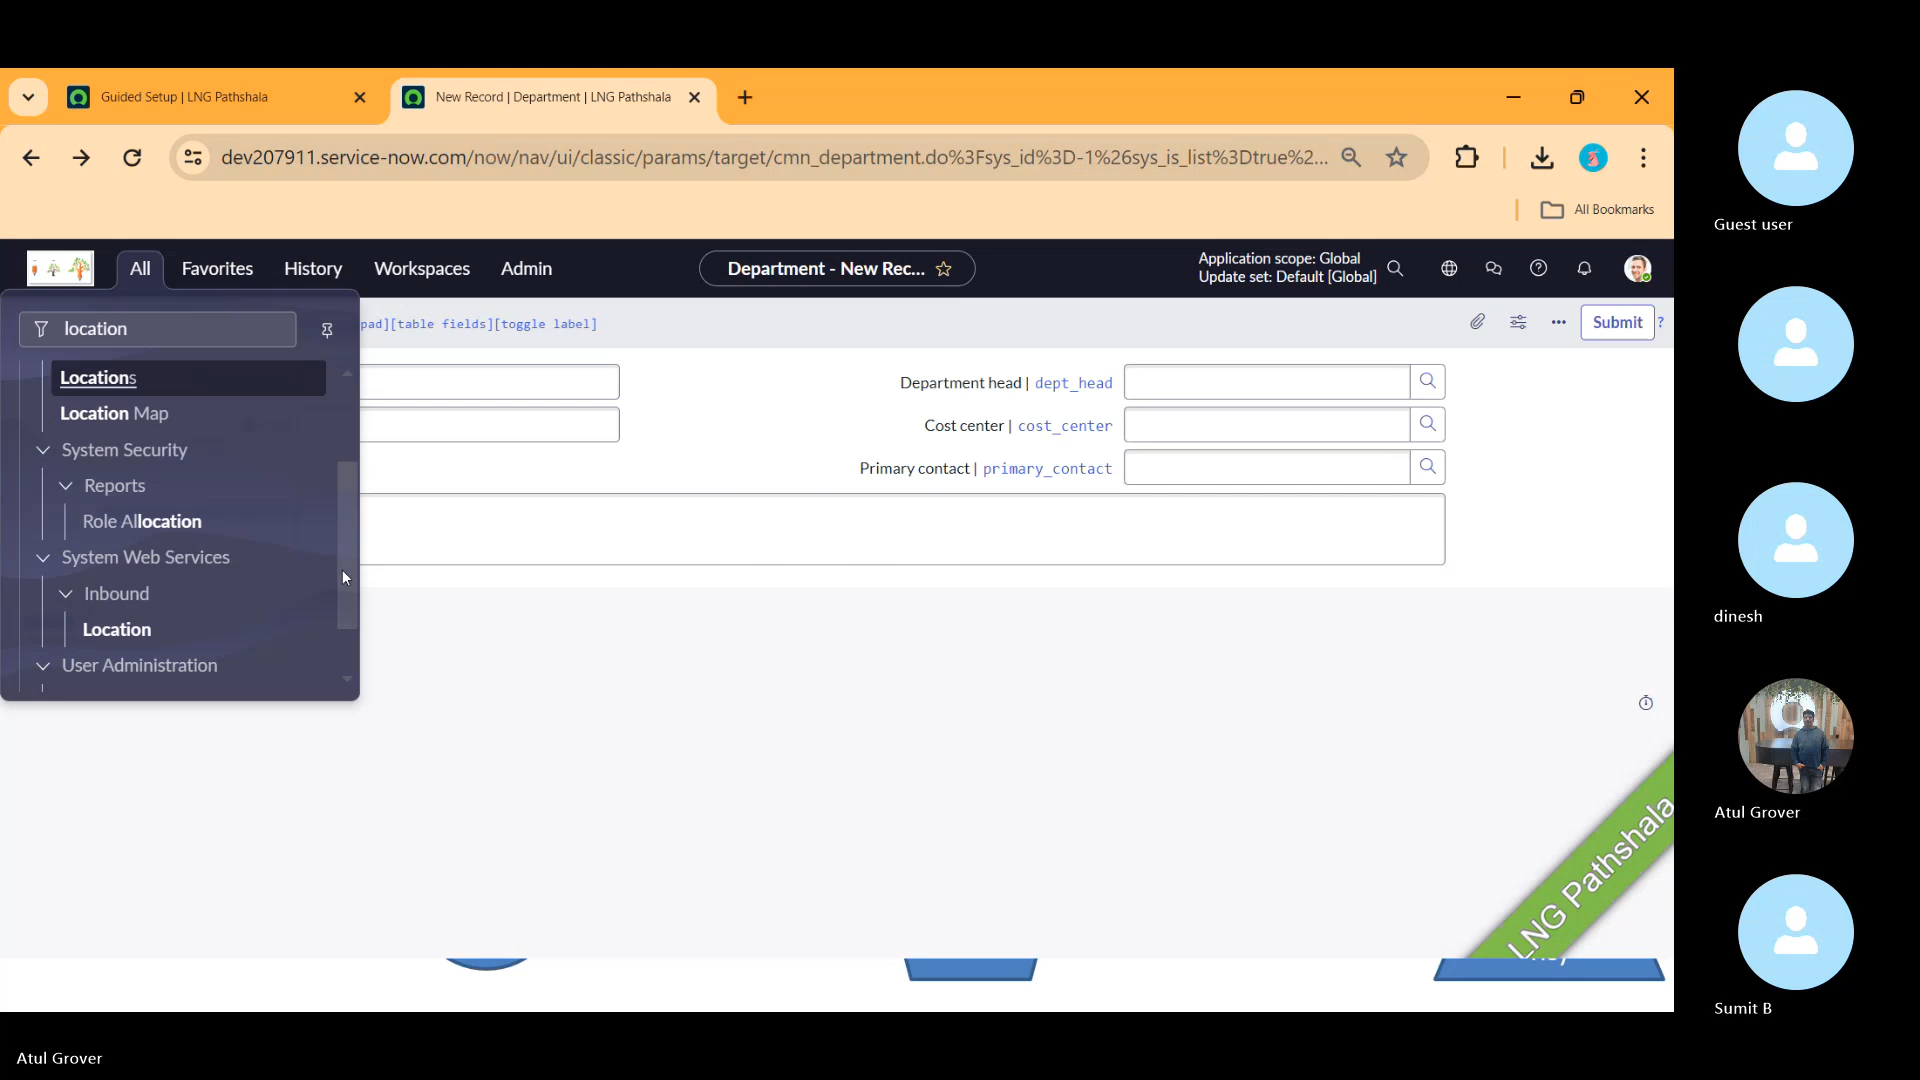 Guided Setup | LNG Pathshala
New Record | Department | LNG Pathshala
dev207911.service-now.com/now/nav/ui/classic/params/target/cmn_department.do%3Fsys_id%3D-1%26sys_is_list%3Dtrue%2...
All Bookmarks
All
Favorites
History
Workspaces
Admin
Department - New Rec...
Application scope: Global
Update set: Default [Global]
location
pad][table fields][toggle label]
Submit
?
Locations
Location Map
System Security
Reports
Role Allocation
System Web Services
Inbound
Location
User Administration
Department head | dept_head
Cost center | cost_center
Primary contact | primary_contact
LNG Pathshala
Guest user
dinesh
Atul Grover
Sumit B
Atul Grover